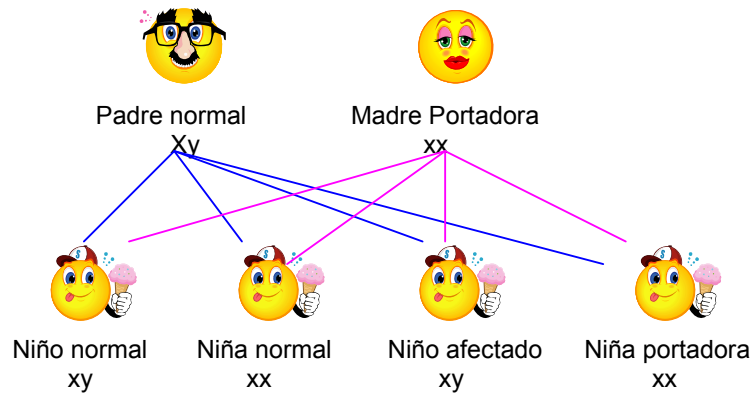 Padre normal
Xy
Madre Portadora
xx
Niño normal
xy
Niña normal
xx
Niño afectado
xy
Niña portadora
xx